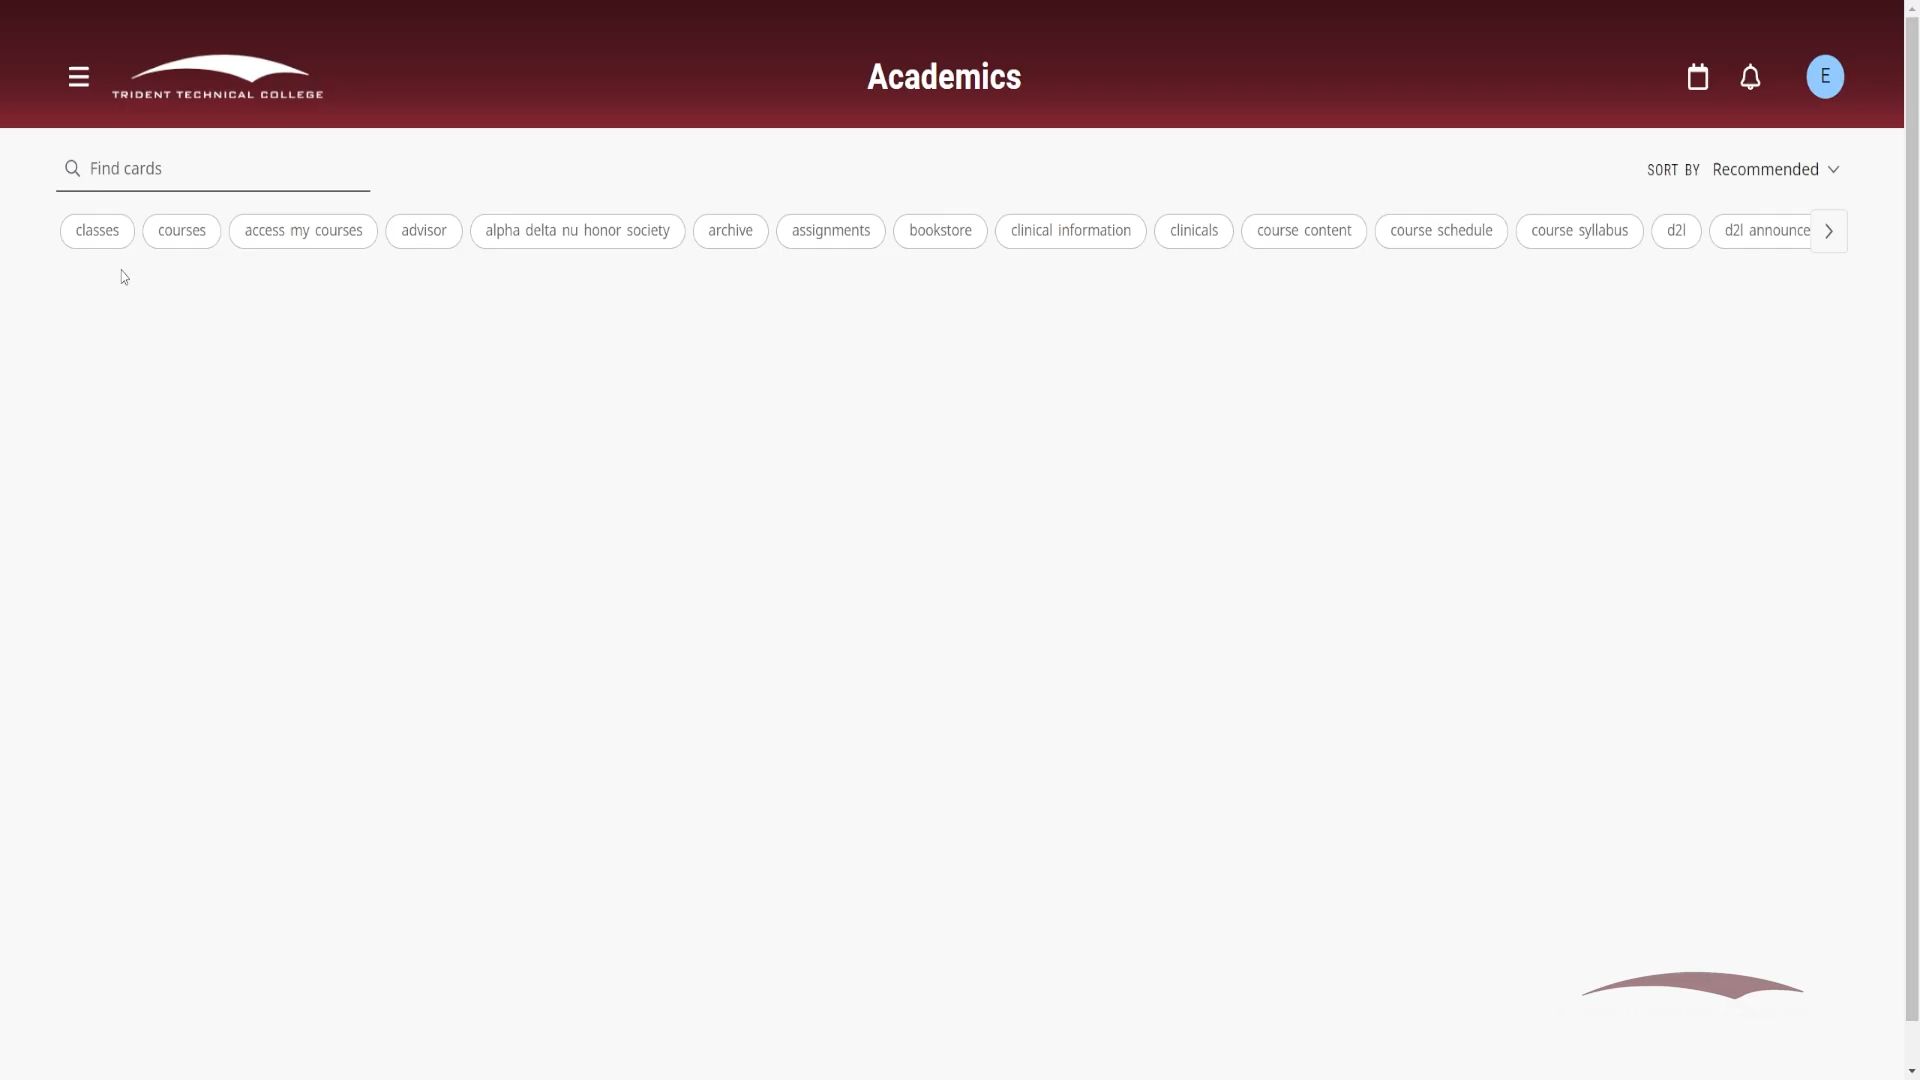 TRIDENT TECHNICAL COLLEGE
Academics
E
Find cards
SORT BY Recommended
classes courses access my courses advisor alpha delta nu honor society archive assignments bookstore clinical information clinicals course content course schedule course syllabus d2l d2l announce